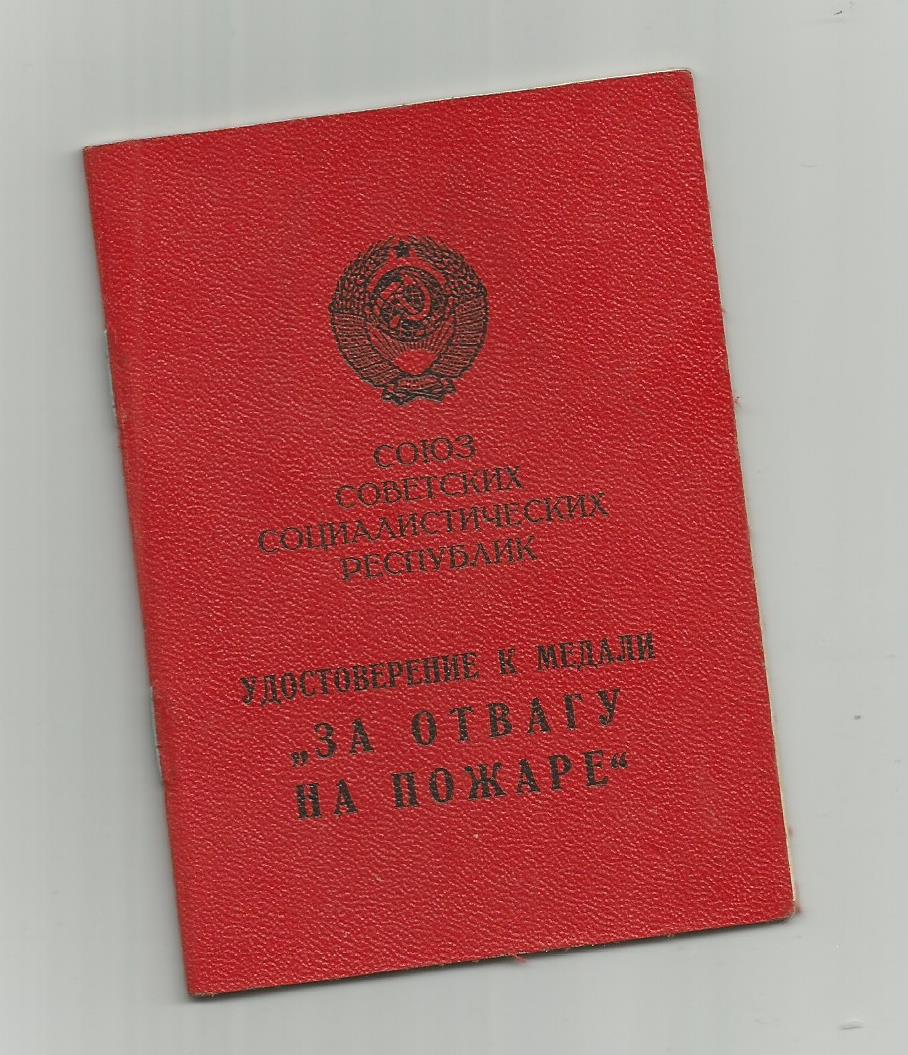 СОЮЗ
СОВЕТСКИХ
СОЦИАЛИСТИЧЕСКИХ
РЕСПУБЛИК
УДОСТОВЕРЕНИЕ К МЕДАЛИ
„ЗА ОТВАГУ
НА ПОЖАРЕ“